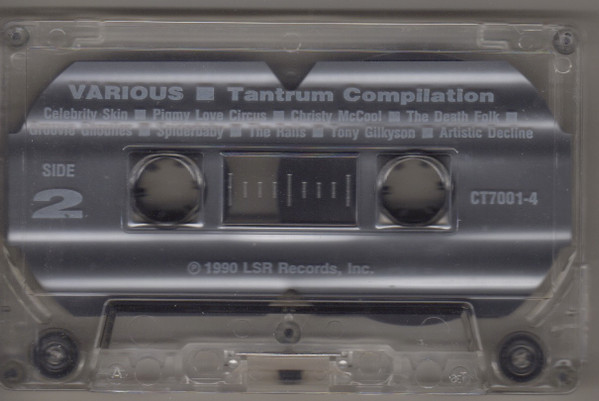 VARIOUS ■ Tantrum Compilation
Celebrity Skin ■ Pigmy Love Circus ■ Christy McCool ■ The Death Folk ■
Groovie Ghoulies ■ Spiderbaby ■ The Rails ■ Tony Gilkyson ■ Artistic Decline
SIDE
2
CT7001-4
℗ 1990 LSR Records, Inc.